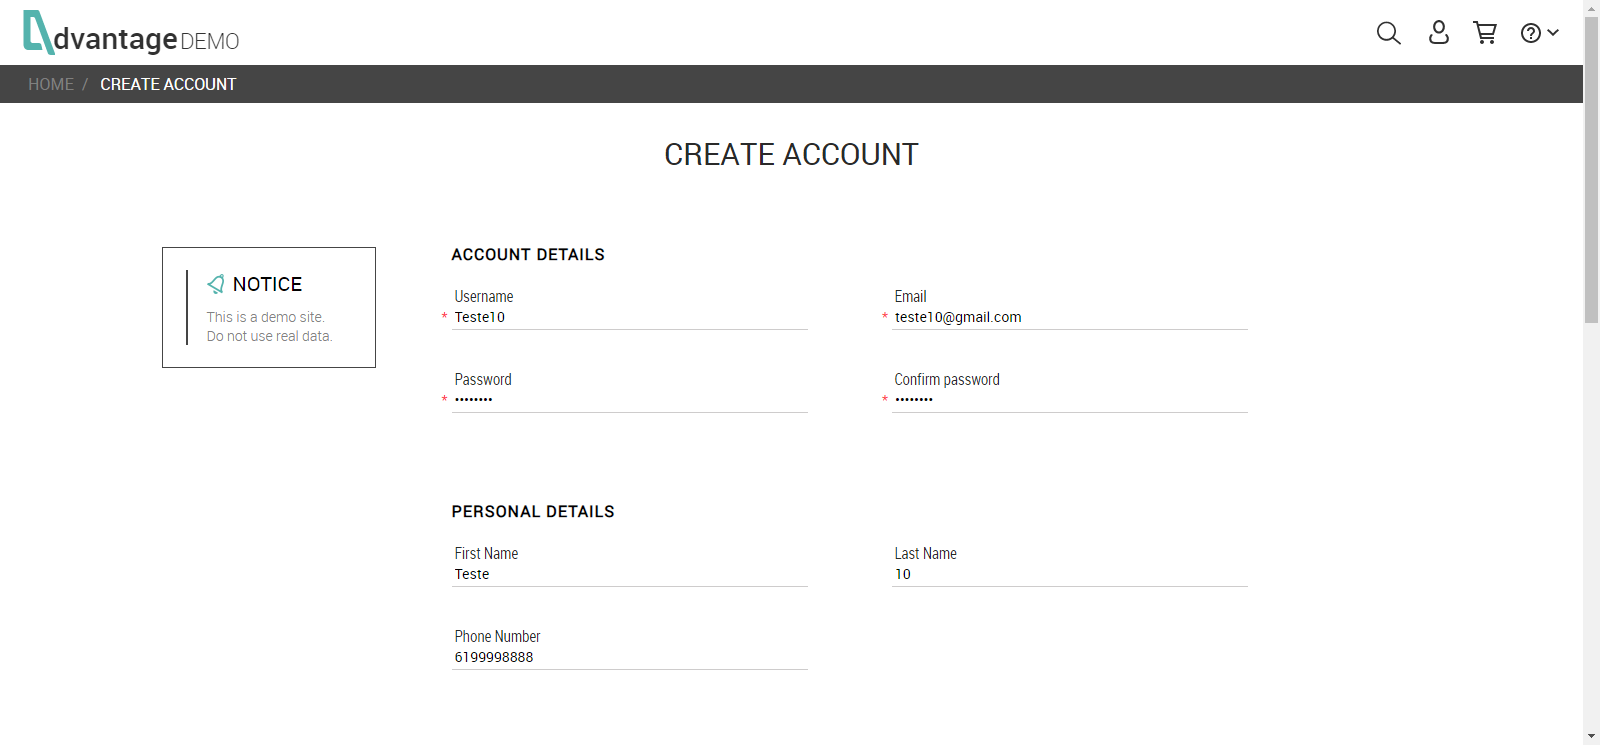 dvantage DEMO
HOME / CREATE ACCOUNT
CREATE ACCOUNT
NOTICE
This is a demo site.
Do not use real data.
ACCOUNT DETAILS
Username
* Teste10
Email
* teste10@gmail.com
Password
* ••••••••
Confirm password
* ••••••••
PERSONAL DETAILS
First Name
Teste
Last Name
10
Phone Number
6199998888